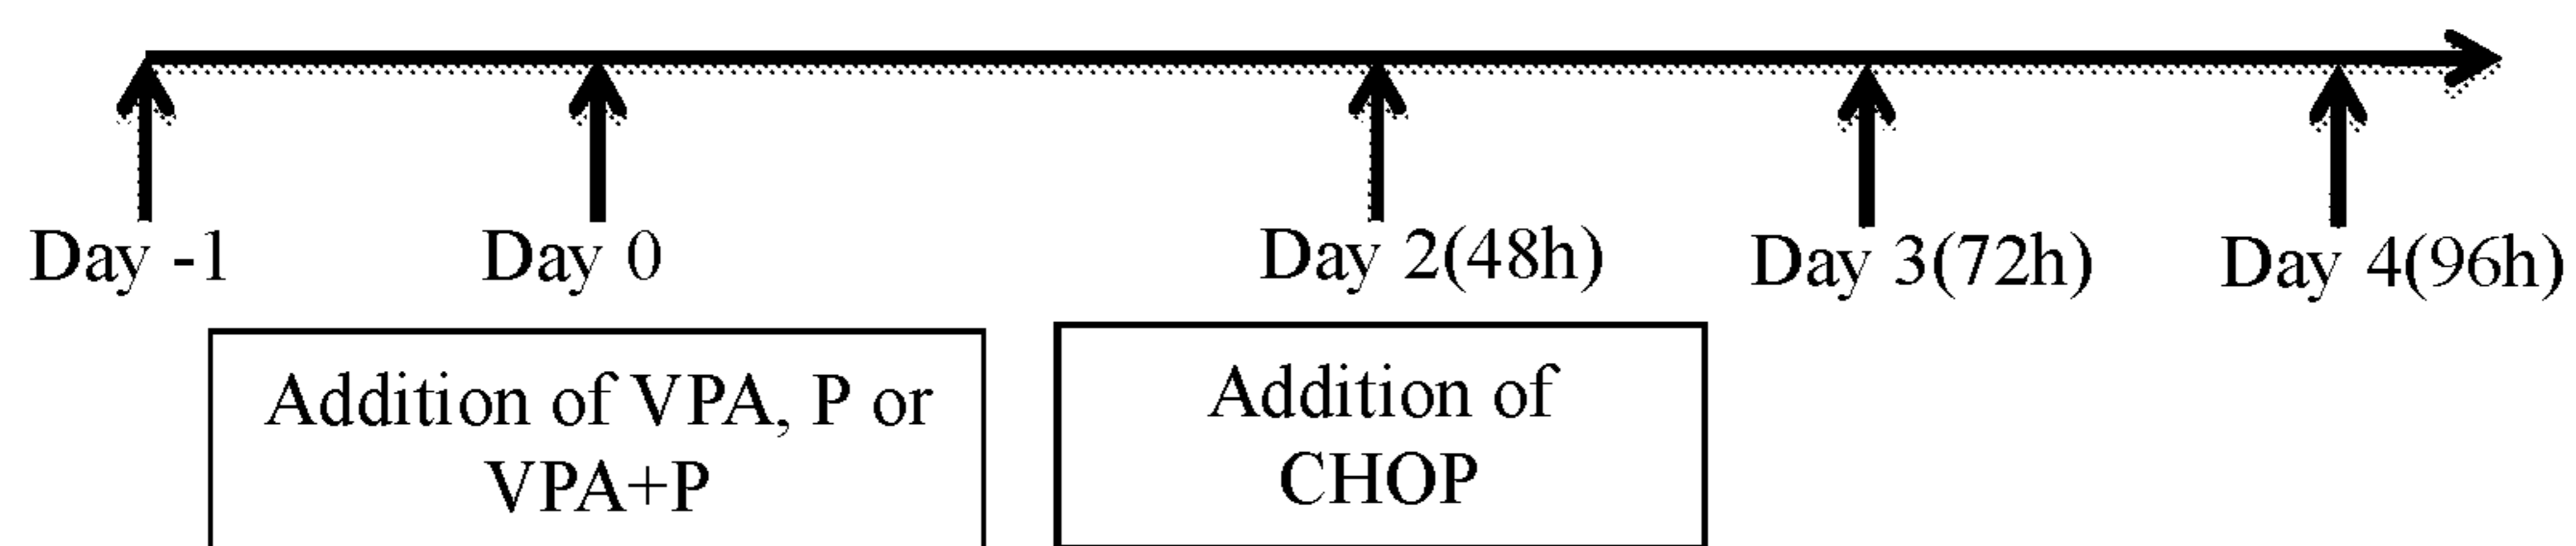 Day -1
Day 0
Day 2(48h)
Day 3(72h)
Day 4(96h)
Addition of VPA, P or
VPA+P
Addition of
CHOP